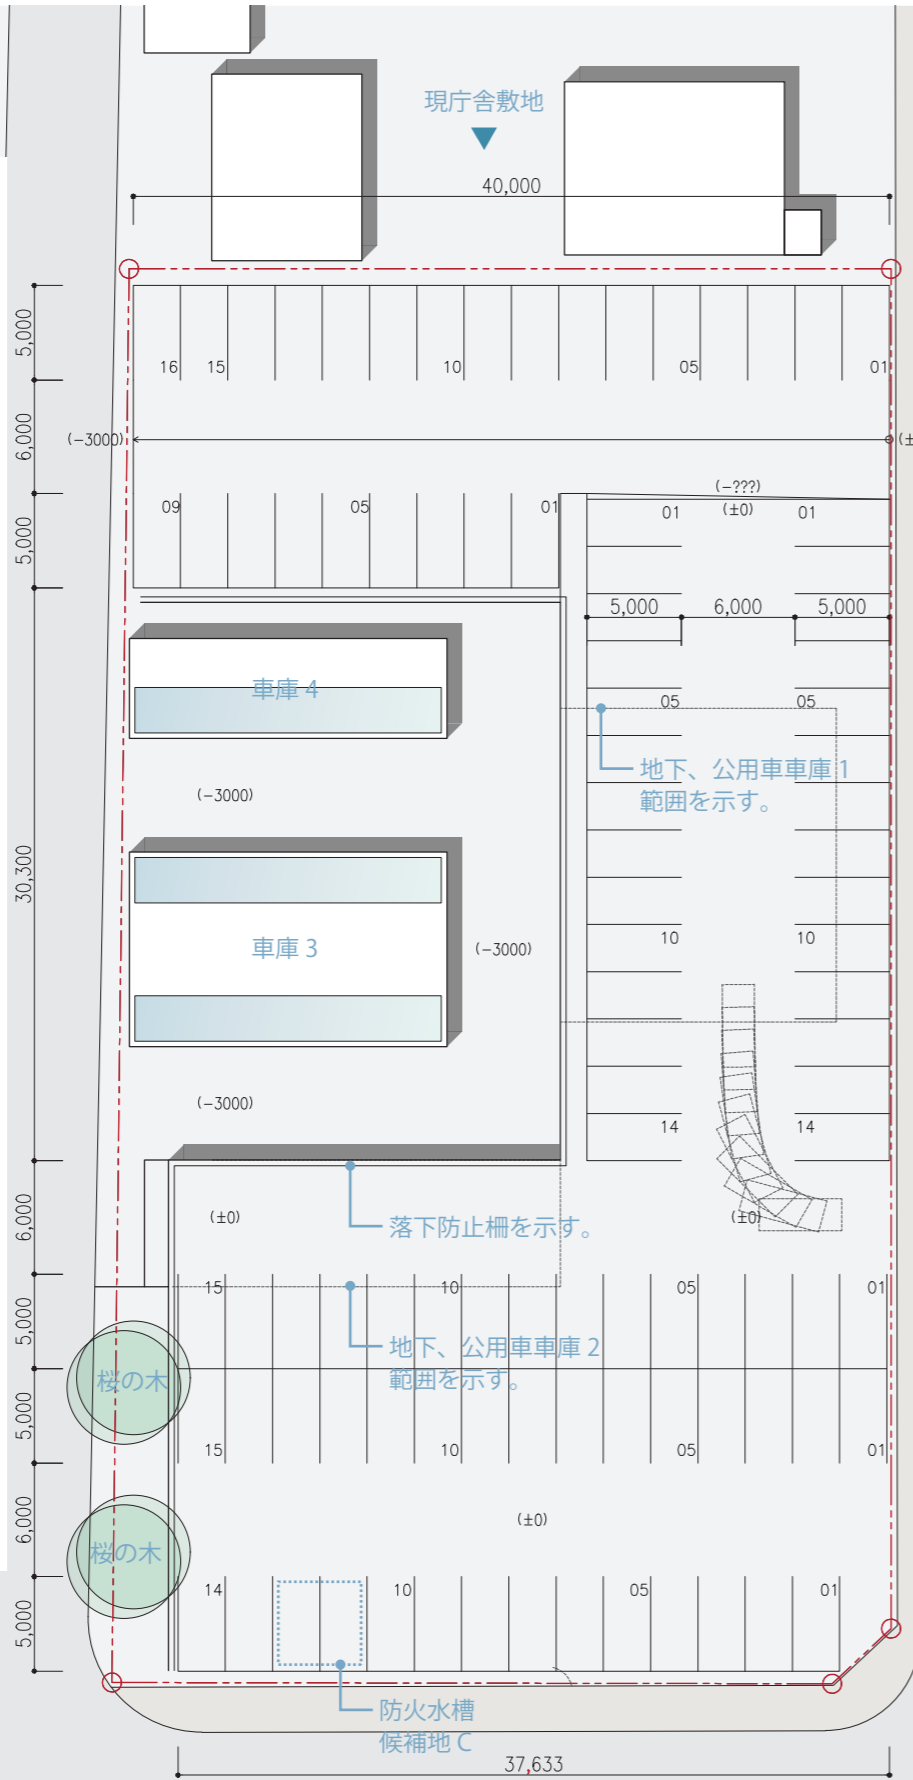 現庁舎敷地
40,000
5,000
16 15 10 05 01
6,000
(-3000)
(±
5,000
09 05 01
(-???)
01 (±0) 01
5,000 6,000 5,000
車庫 4
05 05
地下、公用車車庫 1
範囲を示す。
(-3000)
30,300
車庫 3
(-3000)
10 10
(-3000)
14 14
6,000
(±0)
(±0)
落下防止柵を示す。
15 10 05 01
5,000
地下、公用車車庫 2
範囲を示す。
桜の木
5,000
15 10 05 01
6,000
(±0)
桜の木
5,000
14 10 05 01
防火水槽
候補地 C
37,633